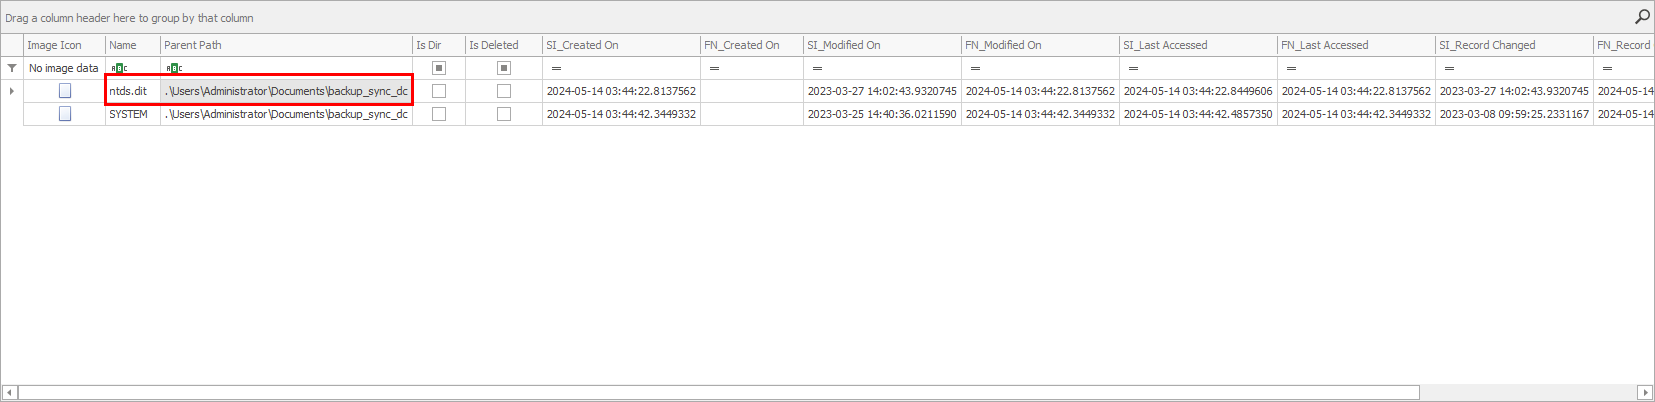 Drag a column header here to group by that column
Image Icon Name Parent Path Is Dir Is Deleted SI_Created On FN_Created On SI_Modified On FN_Modified On SI_Last Accessed FN_Last Accessed SI_Record Changed FN_Record
No image data ABC ABC = = = = = = = =
ntds.dit .\Users\Administrator\Documents\backup_sync_dc 2024-05-14 03:44:22.8137562 2023-03-27 14:02:43.9320745 2024-05-14 03:44:22.8137562 2024-05-14 03:44:22.8449606 2024-05-14 03:44:22.8137562 2023-03-27 14:02:43.9320745 2024-05-14
SYSTEM .\Users\Administrator\Documents\backup_sync_dc 2024-05-14 03:44:42.3449332 2023-03-25 14:40:36.0211590 2024-05-14 03:44:42.3449332 2024-05-14 03:44:42.4857350 2024-05-14 03:44:42.3449332 2023-03-08 09:59:25.2331167 2024-05-14